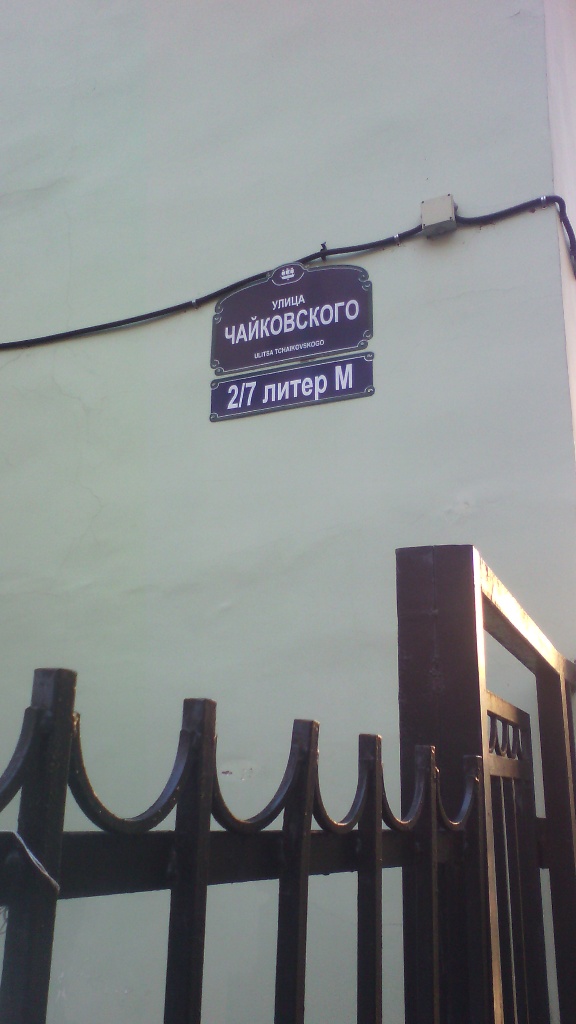 УЛИЦА
ЧАЙКОВСКОГО
ULITSA TCHAIKOVSKOGO
2/7 литер М